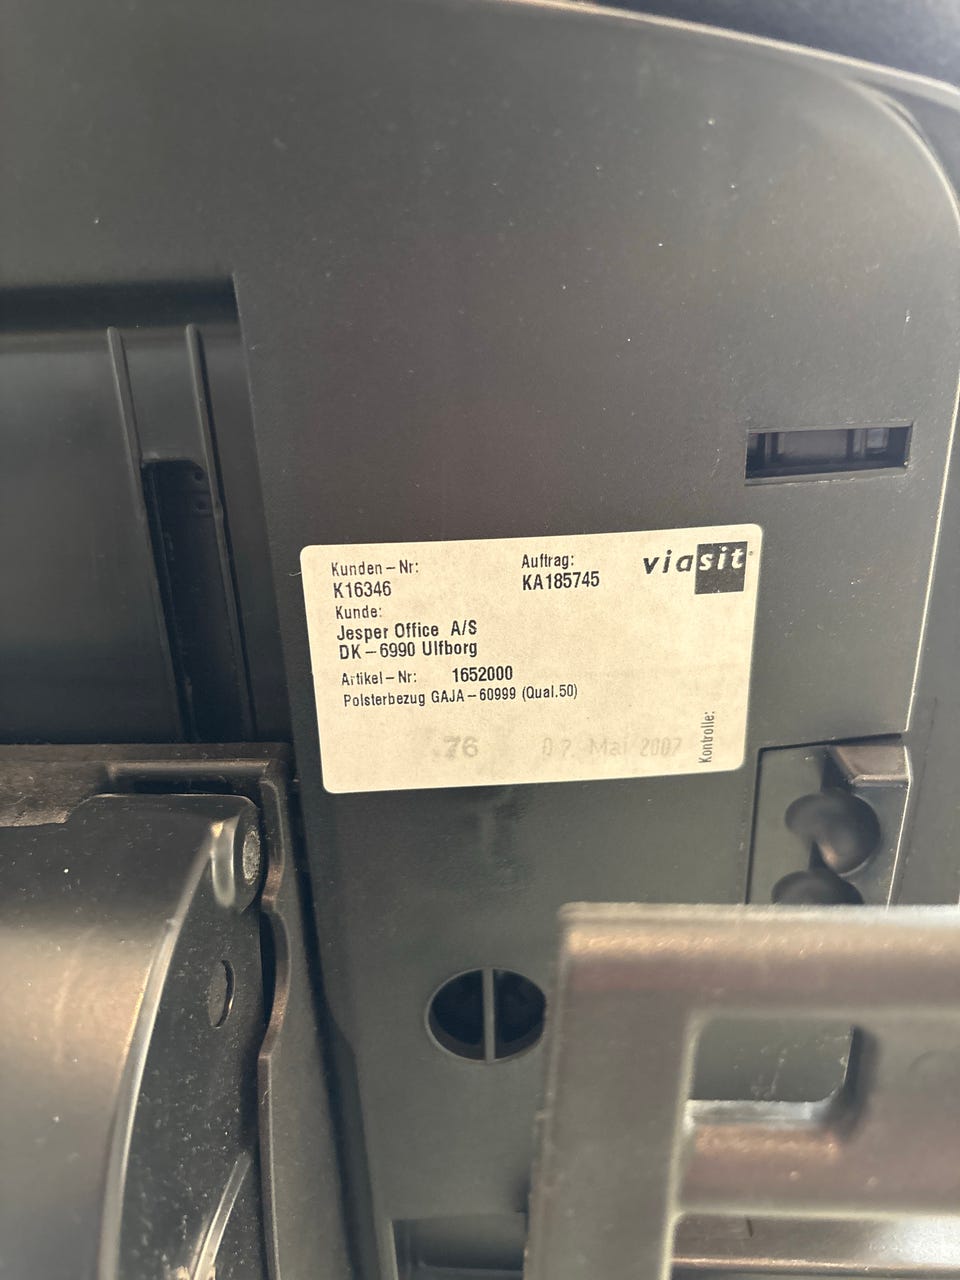 Kunden-Nr: Auftrag: viasit
K16346 KA185745
Kunde:
Jesper Office A/S
DK-6990 Ulfborg
Artikel-Nr: 1652000
Polsterbezug GAJA-60999 (Qual.50)
76 07. Mai 2007
Kontrolle: